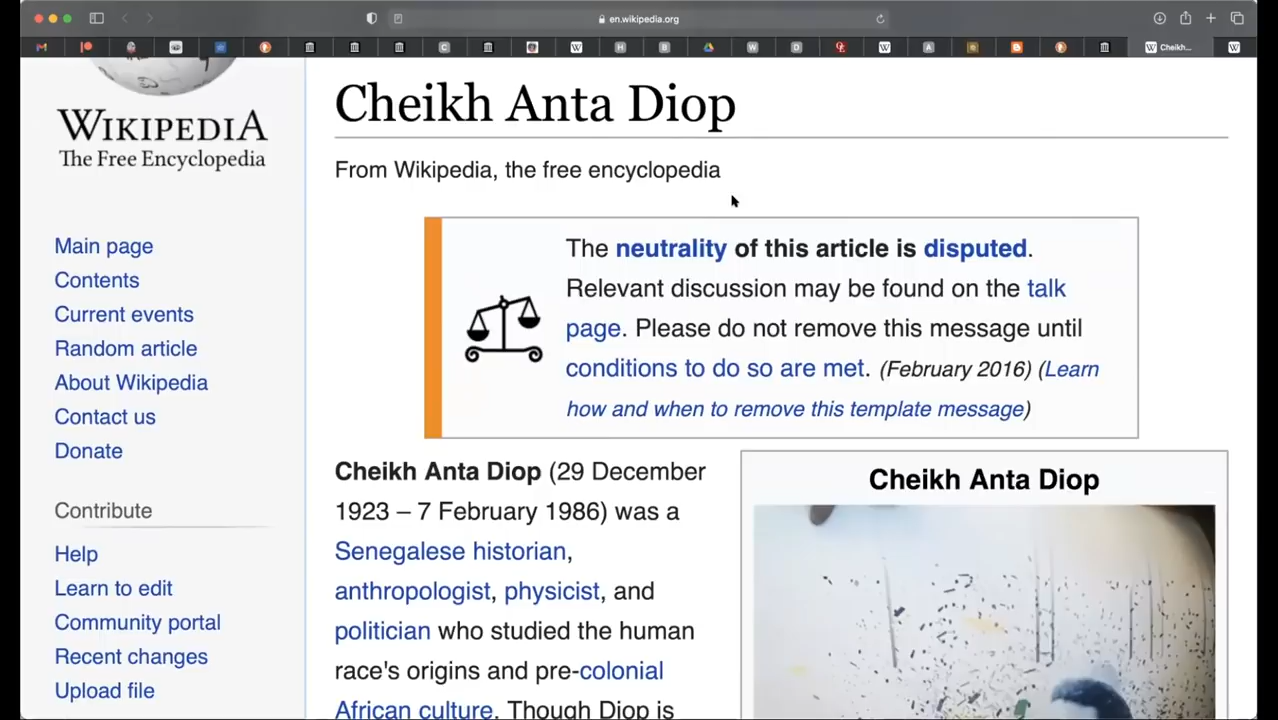 en.wikipedia.org
Cheikh...
WIKIPEDIA
The Free Encyclopedia
Main page
Contents
Current events
Random article
About Wikipedia
Contact us
Donate
Contribute
Help
Learn to edit
Community portal
Recent changes
Upload file
Cheikh Anta Diop
From Wikipedia, the free encyclopedia
The neutrality of this article is disputed.
Relevant discussion may be found on the talk
page. Please do not remove this message until
conditions to do so are met. (February 2016) (Learn
how and when to remove this template message)
Cheikh Anta Diop (29 December
1923 – 7 February 1986) was a
Senegalese historian,
anthropologist, physicist, and
politician who studied the human
race's origins and pre-colonial
African culture. Though Diop is
Cheikh Anta Diop